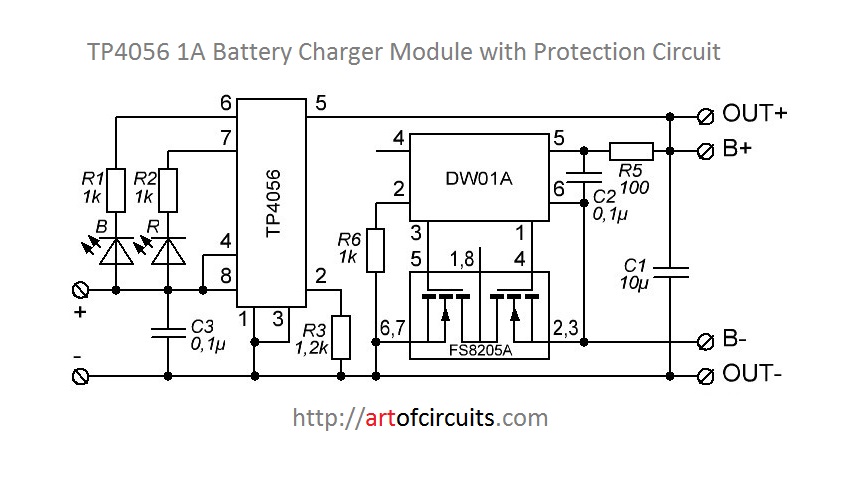 TP4056 1A Battery Charger Module with Protection Circuit
6
5
OUT+
7
4
5
B+
R1
1k
R2
1k
TP4056
DW01A
R5
100
2
6
C2
0,1µ
B
R
4
R6
1k
3
1
5
1,8
4
8
2
C1
10µ
+
1
3
C3
0,1µ
R3
1,2k
6,7
2,3
FS8205A
B-
-
OUT-
http://artofcircuits.com